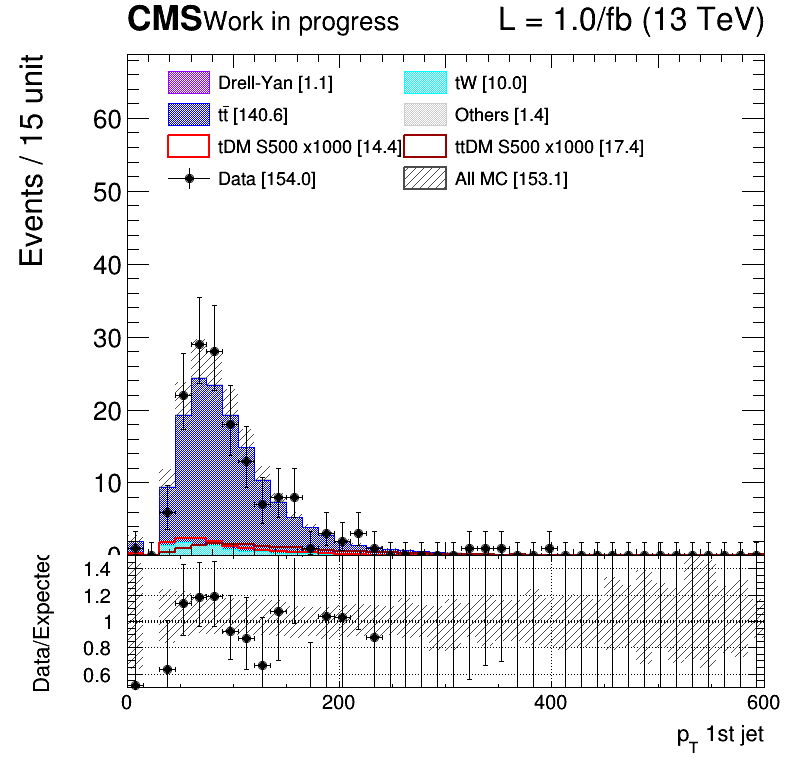 CMS Work in progress L = 1.0/fb (13 TeV)
Events / 15 unit
Drell-Yan [1.1] tW [10.0]
tt̄ [140.6] Others [1.4]
tDM S500 x1000 [14.4] ttDM S500 x1000 [17.4]
Data [154.0] All MC [153.1]
60
50
40
30
20
10
0
Data/Expected
1.4
1.2
1
0.8
0.6
0 200 400 600
p_T 1st jet